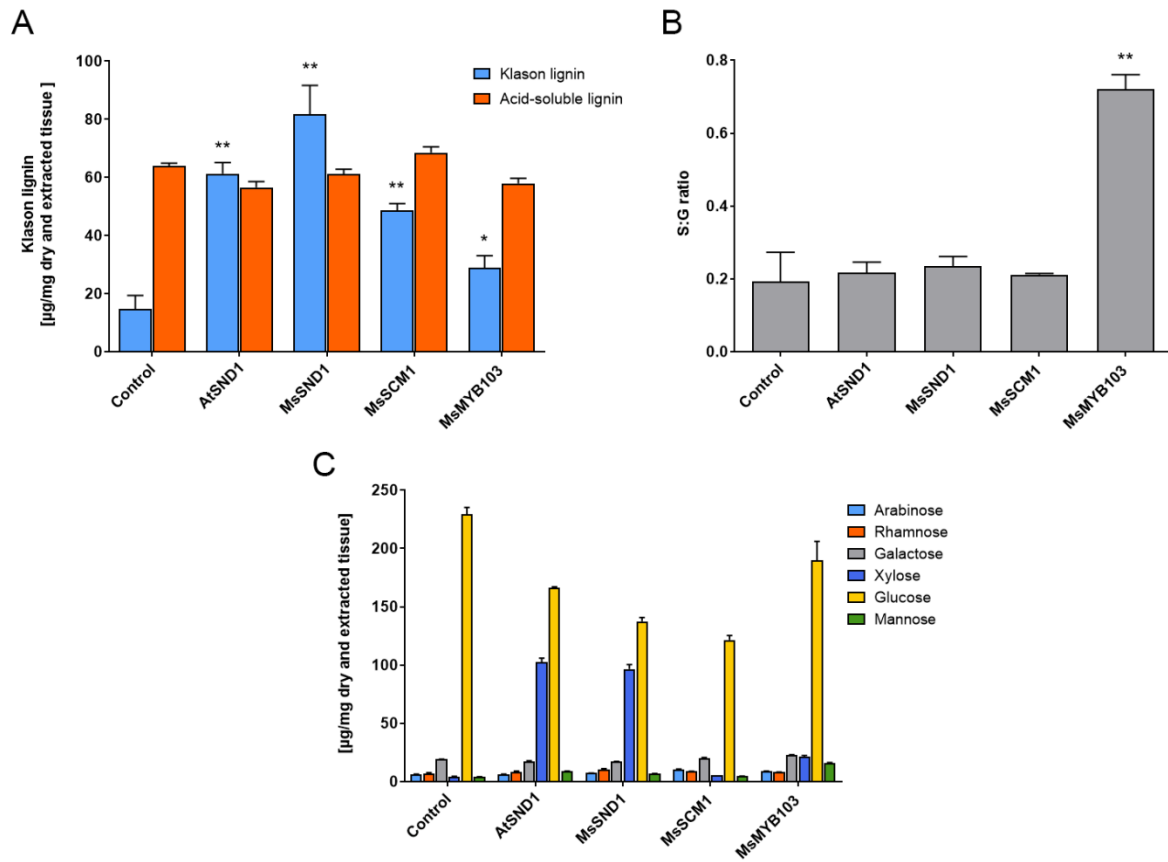 A
Klason lignin
[µg/mg dry and extracted tissue ]
100
80
60
40
20
0
**
**
**
*
Klason lignin
Acid-soluble lignin
Control
AtSND1
MsSND1
MsSCM1
MsMYB103
B
S:G ratio
0.8
0.6
0.4
0.2
0.0
**
Control
AtSND1
MsSND1
MsSCM1
MsMYB103
C
[µg/mg dry and extracted tissue]
250
200
150
100
50
0
Arabinose
Rhamnose
Galactose
Xylose
Glucose
Mannose
Control
AtSND1
MsSND1
MsSCM1
MsMYB103